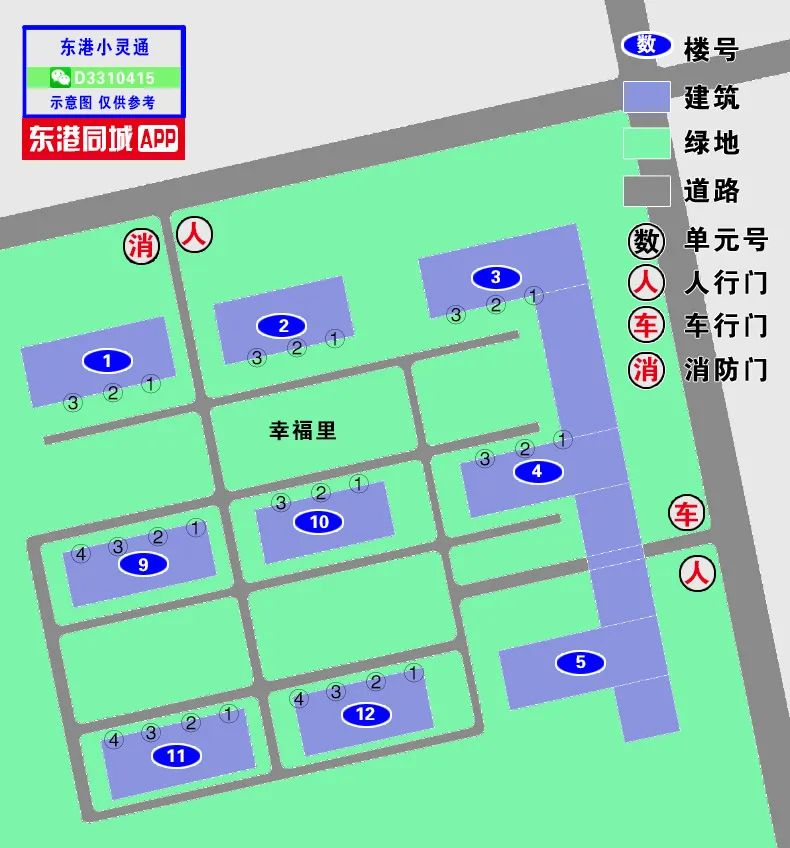 东港小灵通
D3310415
示意图 仅供参考
东港同城APP
数 楼号
建筑
绿地
道路
数 单元号
人 人行门
车 车行门
消 消防门
消 人
3
③ ② ①
2
③ ② ①
1
③ ② ①
幸福里
③ ② ①
4
③ ② ①
10
④ ③ ② ①
9
车
人
5
④ ③ ② ①
12
④ ③ ② ①
11